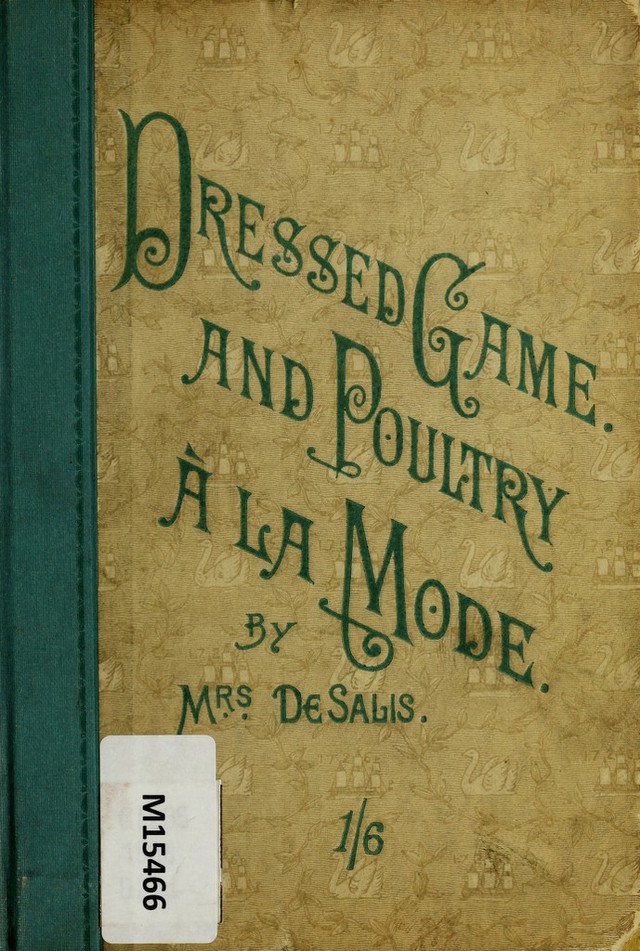 DRESSED GAME.
AND POULTRY
À LA MODE.
BY
MRS DE SALIS.
1/6
M15466